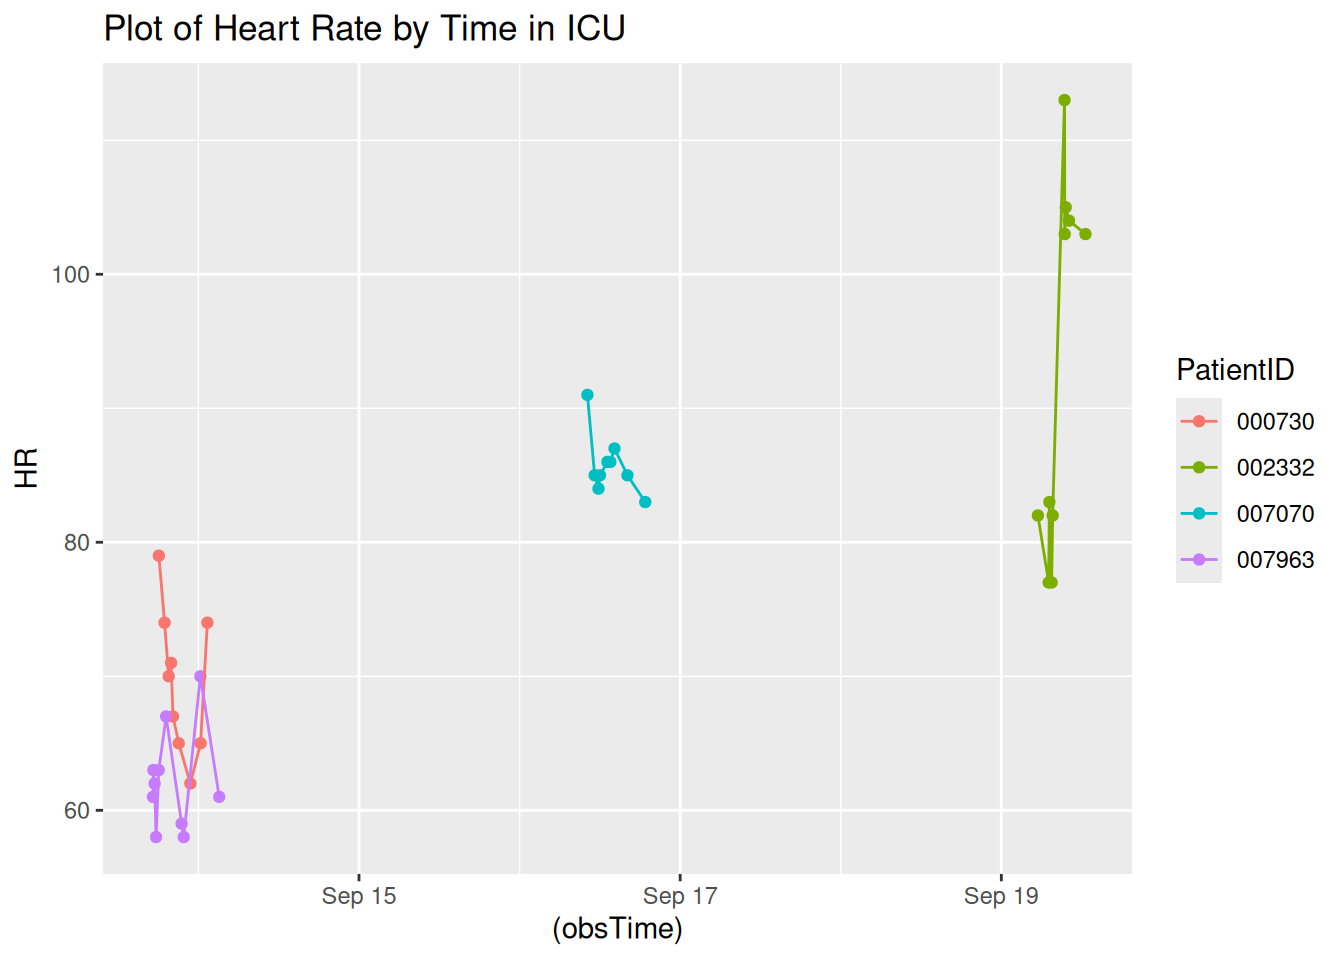 Plot of Heart Rate by Time in ICU
HR
100
80
60
Sep 15
Sep 17
Sep 19
(obsTime)
PatientID
000730
002332
007070
007963